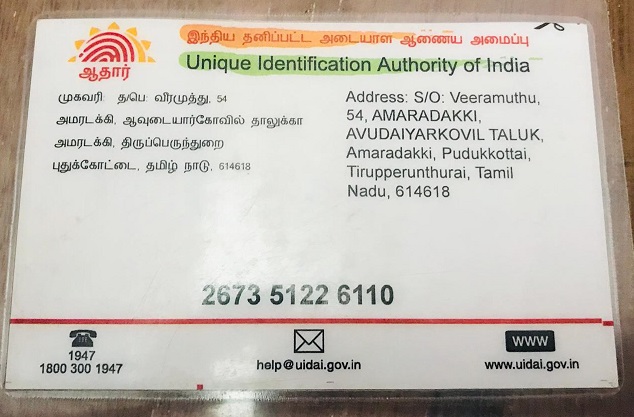 இந்திய தனிப்பட்ட அடையாள ஆணைய அமைப்பு
Unique Identification Authority of India
ஆதார்
முகவரி: த/பெ: வீரமுத்து, 54
அமரடக்கி, ஆவுடையார்கோவில் தாலுக்கா
அமரடக்கி, திருப்பெருந்துறை
புதுக்கோட்டை, தமிழ் நாடு, 614618
Address: S/O: Veeramuthu,
54, AMARADAKKI,
AVUDAIYARKOVIL TALUK,
Amaradakki, Pudukkottai,
Tirupperunthurai, Tamil
Nadu, 614618
2673 5122 6110
1947
1800 300 1947
help@uidai.gov.in
WWW
www.uidai.gov.in